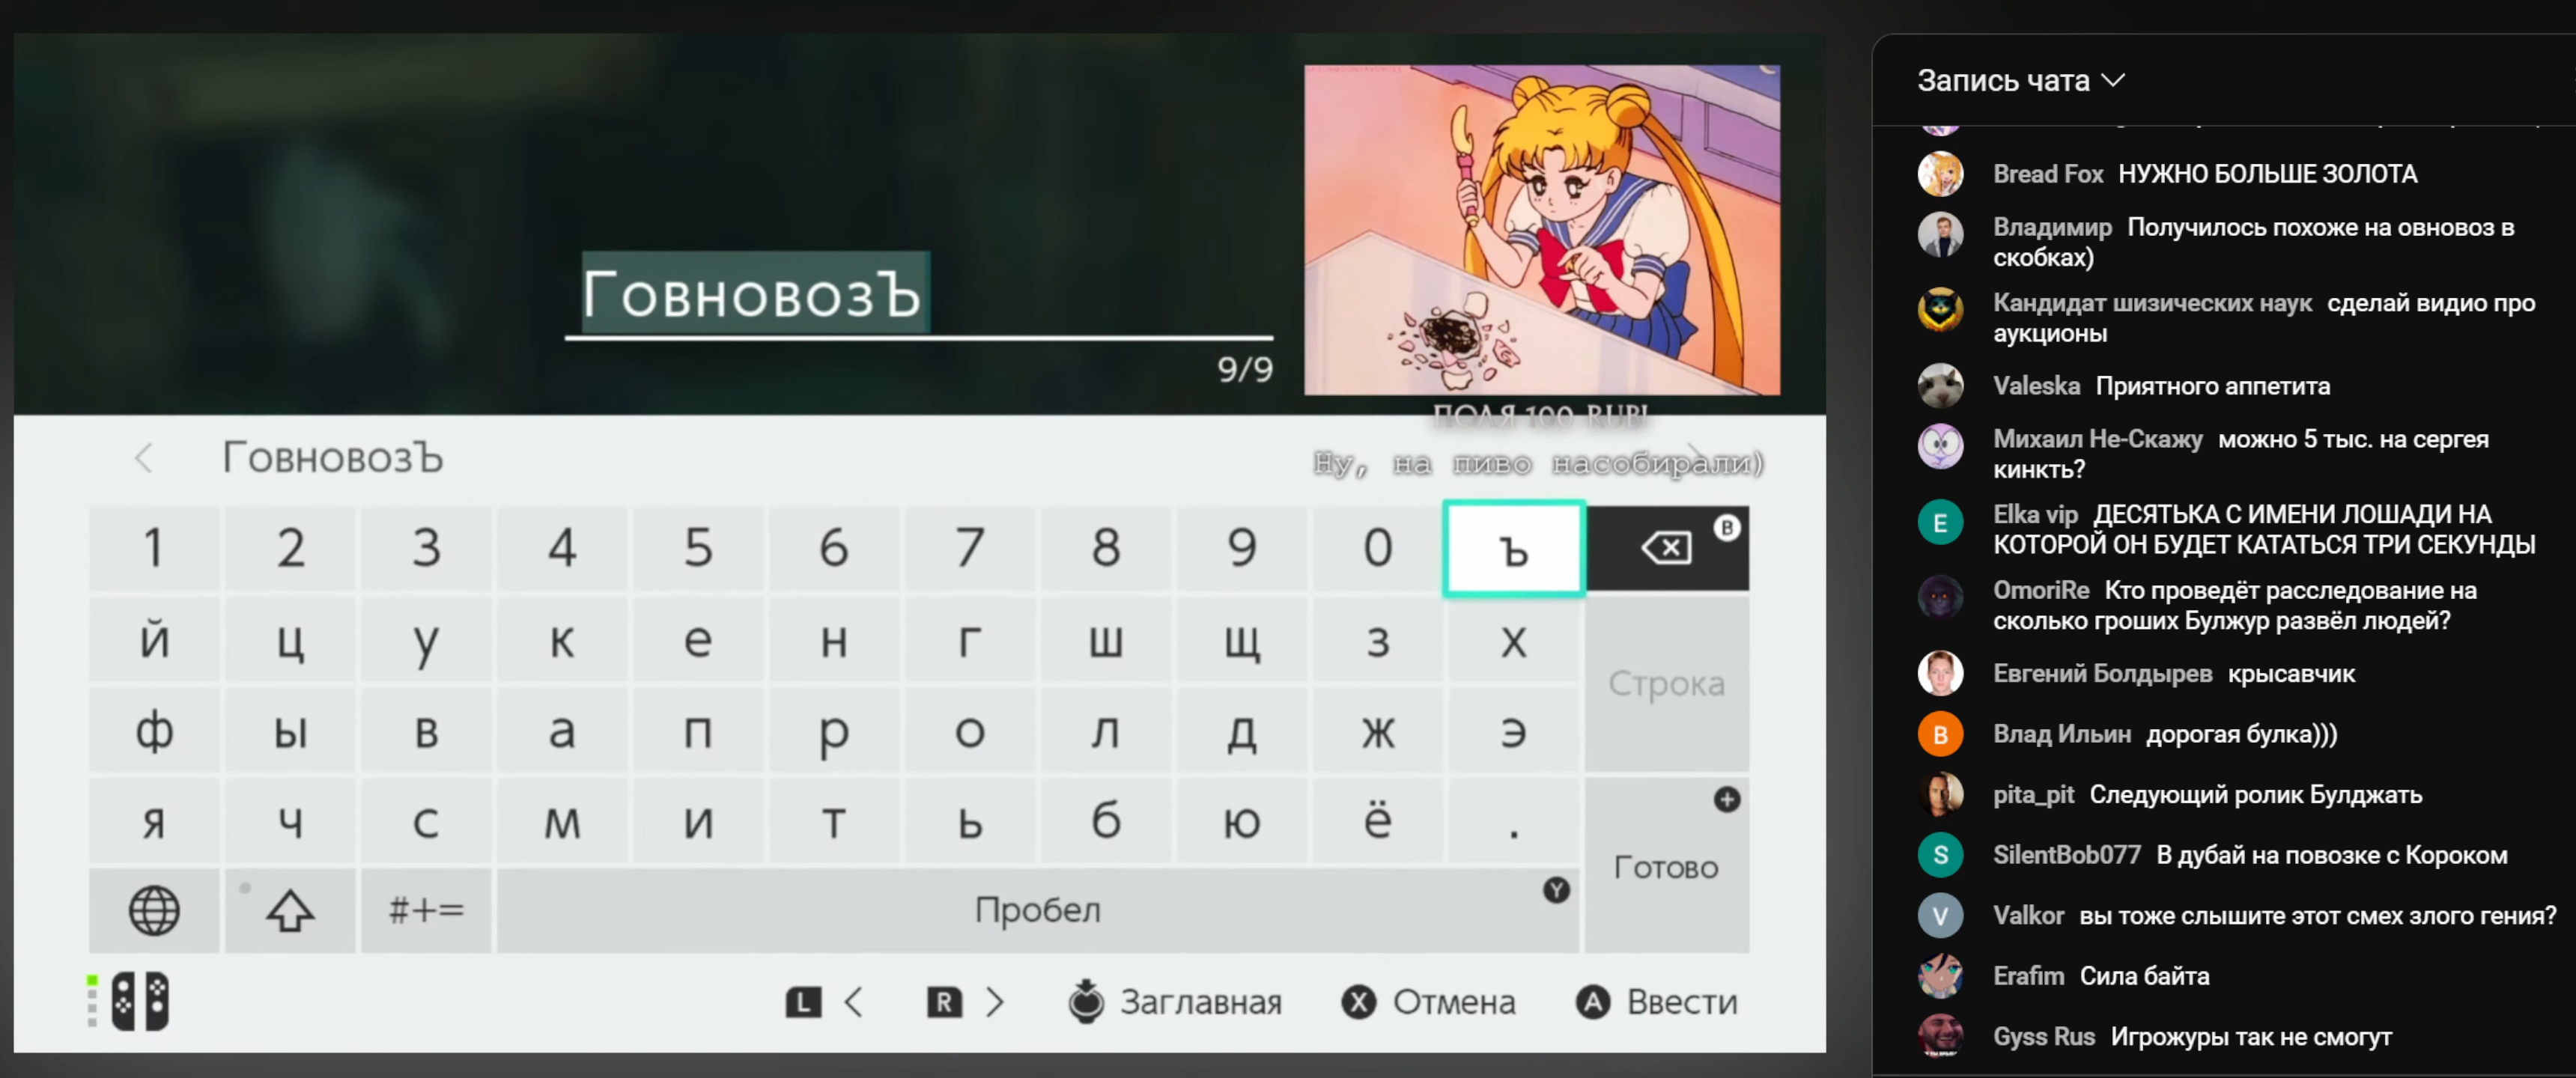 ГовновозЪ
9/9
ПОЛЯ 100 RUB!
Ну, на пиво насобирали)
ГовновозЪ
1 2 3 4 5 6 7 8 9 0 ъ B
й ц у к е н г ш щ з х
Строка
ф ы в а п р о л д ж э
я ч с м и т ь б ю ё .
+
Готово
#+=
Пробел
Y
L R Заглавная X Отмена A Ввести
Запись чата
Bread Fox НУЖНО БОЛЬШЕ ЗОЛОТА
Владимир Получилось похоже на овновоз в
скобках)
Кандидат шизических наук сделай видио про
аукционы
Valeska Приятного аппетита
Михаил Не-Скажу можно 5 тыс. на сергея
кинкть?
E
Elka vip ДЕСЯТЬКА С ИМЕНИ ЛОШАДИ НА
КОТОРОЙ ОН БУДЕТ КАТАТЬСЯ ТРИ СЕКУНДЫ
OmoriRe Кто проведёт расследование на
сколько гроших Булжур развёл людей?
Евгений Болдырев крысавчик
В Влад Ильин дорогая булка)))
pita_pit Следующий ролик Булджать
S SilentBob077 В дубай на повозке с Короком
V Valkor вы тоже слышите этот смех злого гения?
Erafim Сила байта
Gyss Rus Игрожуры так не смогут